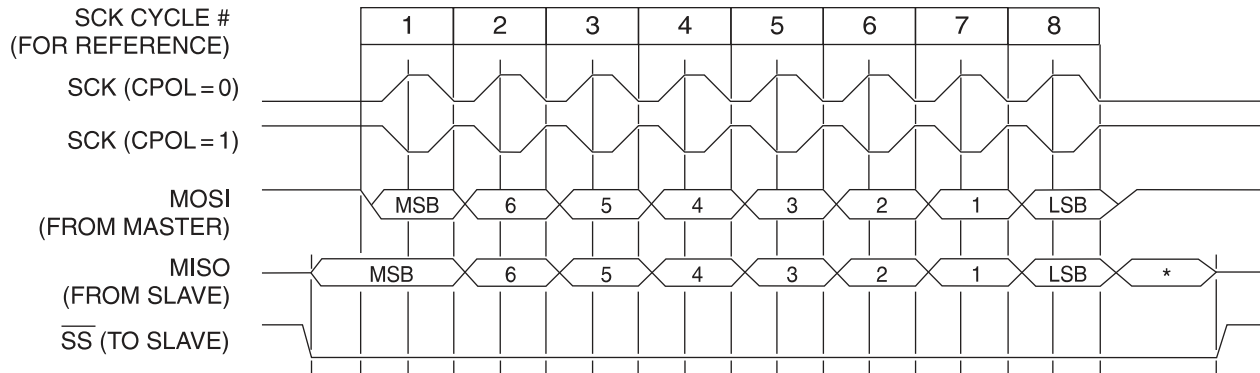 SCK CYCLE #
(FOR REFERENCE)
1 2 3 4 5 6 7 8
SCK (CPOL = 0)
SCK (CPOL = 1)
MOSI
(FROM MASTER)
MSB 6 5 4 3 2 1 LSB
MISO
(FROM SLAVE)
MSB 6 5 4 3 2 1 LSB *
S̅S̅ (TO SLAVE)